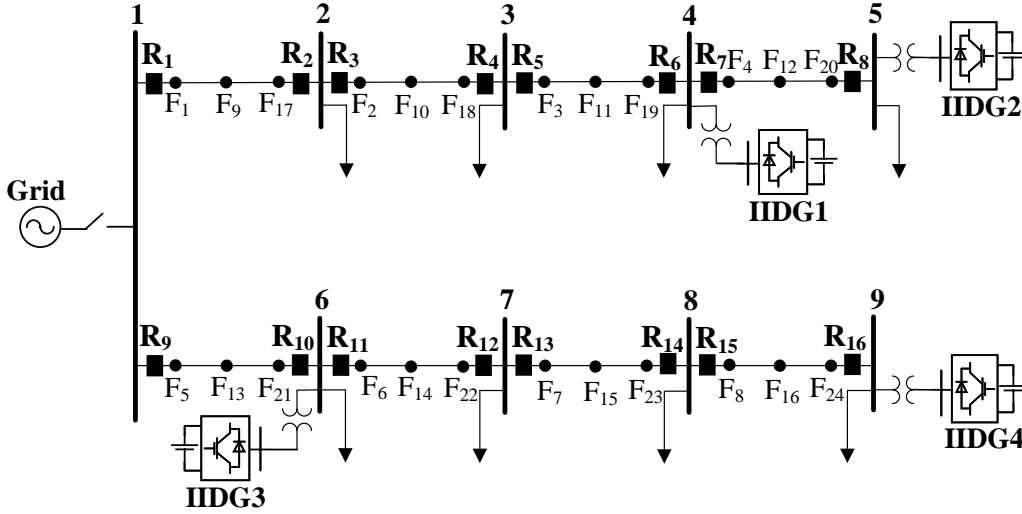 1 2 3 4 5
R₁ R₂ R₃ R₄ R₅ R₆ R₇ R₈
F₁ F₉ F₁₇ F₂ F₁₀ F₁₈ F₃ F₁₁ F₁₉ F₄ F₁₂ F₂₀
IIDG2
Grid
IIDG1
6 7 8 9
R₉ R₁₀ R₁₁ R₁₂ R₁₃ R₁₄ R₁₅ R₁₆
F₅ F₁₃ F₂₁ F₆ F₁₄ F₂₂ F₇ F₁₅ F₂₃ F₈ F₁₆ F₂₄
IIDG4
IIDG3